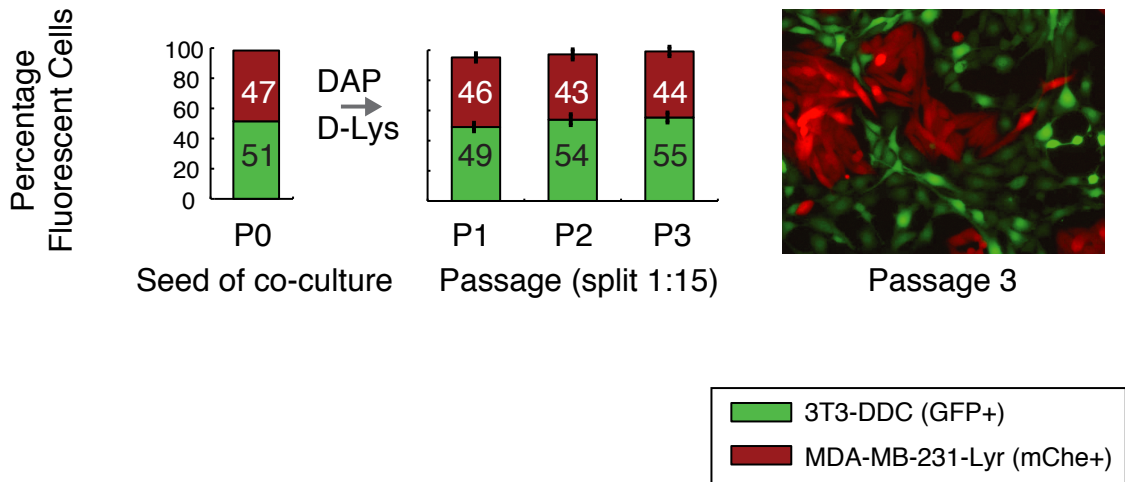 Percentage
Fluorescent Cells
100
80
60
40
20
0
47
51
P0
Seed of co-culture
DAP
D-Lys
46
49
43
54
44
55
P1 P2 P3
Passage (split 1:15)
Passage 3
3T3-DDC (GFP+)
MDA-MB-231-Lyr (mChe+)